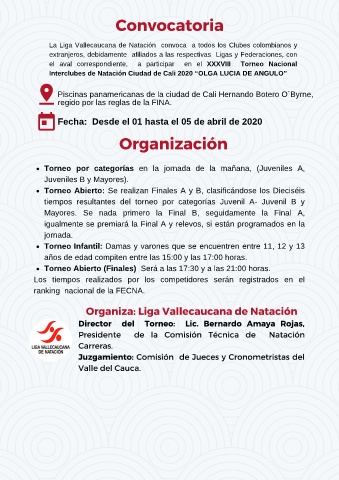 Convocatoria
La Liga Vallecaucana de Natación convoca a todos los Clubes colombianos y
extranjeros, debidamente afiliados a las respectivas Ligas y Federaciones, con
el aval correspondiente, a participar en el XXXVIII Torneo Nacional
Interclubes de Natación Ciudad de Cali 2020 "OLGA LUCIA DE ANGULO"
Piscinas panamericanas de la ciudad de Cali Hernando Botero O´Byrne,
regido por las reglas de la FINA.
Fecha: Desde el 01 hasta el 05 de abril de 2020
Organización
• Torneo por categorías en la jornada de la mañana, (Juveniles A,
Juveniles B y Mayores).
• Torneo Abierto: Se realizan Finales A y B, clasificándose los Dieciséis
tiempos resultantes del torneo por categorías Juvenil A- Juvenil B y
Mayores. Se nada primero la Final B, seguidamente la Final A,
igualmente se premiará la Final A y relevos, si están programados en la
jornada.
• Torneo Infantil: Damas y varones que se encuentren entre 11, 12 y 13
años de edad compiten entre las 15:00 y las 17:00 horas.
• Torneo Abierto (Finales) Será a las 17:30 y a las 21:00 horas.
Los tiempos realizados por los competidores serán registrados en el
ranking nacional de la FECNA.
Organiza: Liga Vallecaucana de Natación
Director del Torneo: Lic. Bernardo Amaya Rojas,
Presidente de la Comisión Técnica de Natación
Carreras.
Juzgamiento: Comisión de Jueces y Cronometristas del
Valle del Cauca.
LIGA VALLECAUCANA
DE NATACIÓN